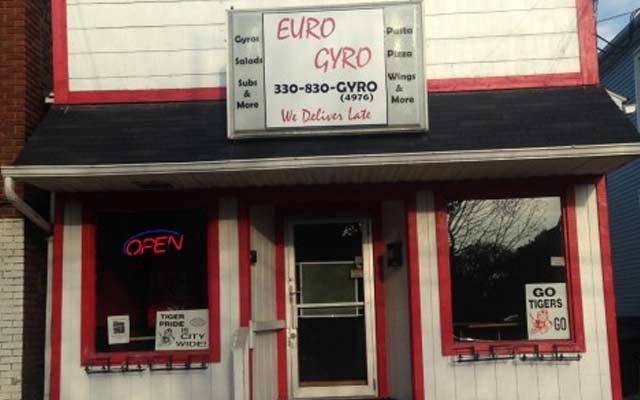 EURO
GYRO
330-830-GYRO
(4976)
We Deliver Late
Gyros
Salads
Subs
&
More
Pasta
Pizza
Wings
&
More
OPEN
TIGER
PRIDE
IS
CITY
WIDE!
GO
TIGERS
GO